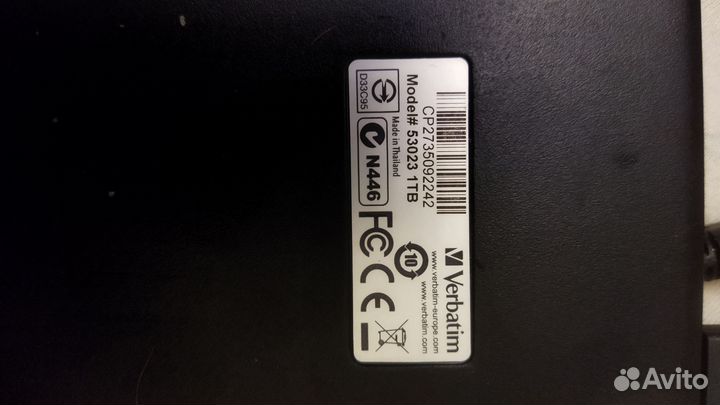 CP2735092242
Model# 53023 1TB
Made in Thailand
D33C95
N446
FC CE
10
Verbatim
www.verbatim-europe.com
www.verbatim.com
Avito